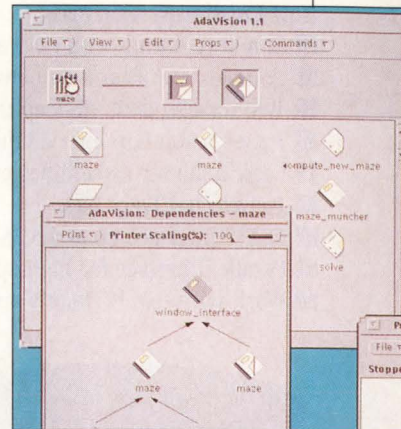 AdaVision 1.1
File View Edit Props Commands
maze
maze maze compute_new_maze
maze_muncher
solve
AdaVision: Dependencies - maze
Print Printer Scaling(%): 100
window_interface
maze maze
File
Stoppe